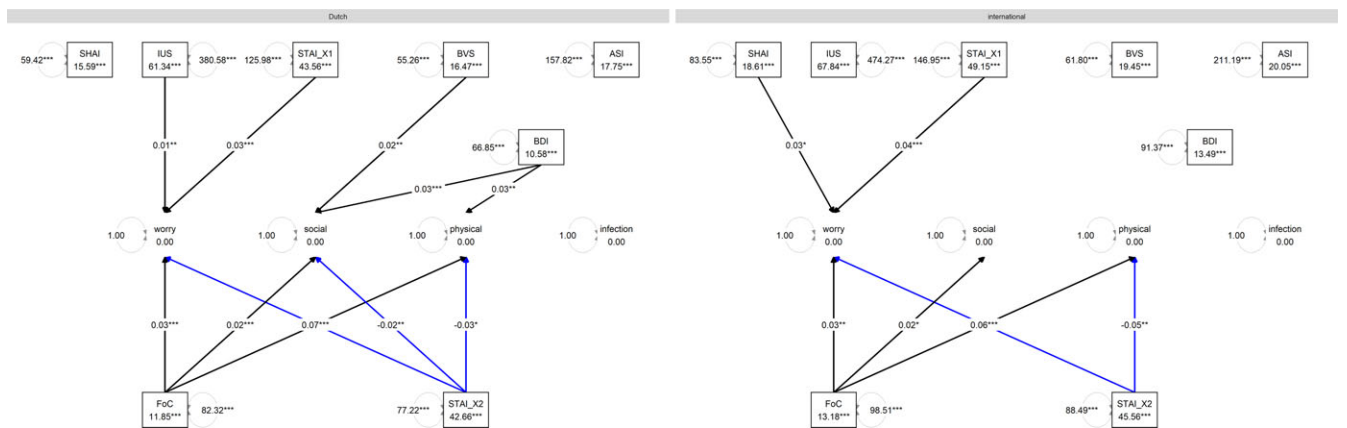 Dutch
59.42***
SHAI
15.59***
IUS
61.34***
380.58***
125.98***
STAI_X1
43.56***
55.26***
BVS
16.47***
157.82***
ASI
17.75***
66.85***
BDI
10.58***
0.01**
0.03***
0.02**
0.03***
0.03**
1.00
worry
0.00
1.00
social
0.00
1.00
physical
0.00
1.00
infection
0.00
0.03***
0.02***
0.07***
-0.02**
-0.03*
FoC
11.85***
82.32***
77.22***
STAI_X2
42.66***
international
83.55***
SHAI
18.61***
IUS
67.84***
474.27***
146.95***
STAI_X1
49.15***
61.80***
BVS
19.45***
211.19***
ASI
20.05***
91.37***
BDI
13.49***
0.03*
0.04***
1.00
worry
0.00
1.00
social
0.00
1.00
physical
0.00
1.00
infection
0.00
0.03**
0.02*
0.06***
-0.05**
FoC
13.18***
98.51***
88.49***
STAI_X2
45.56***